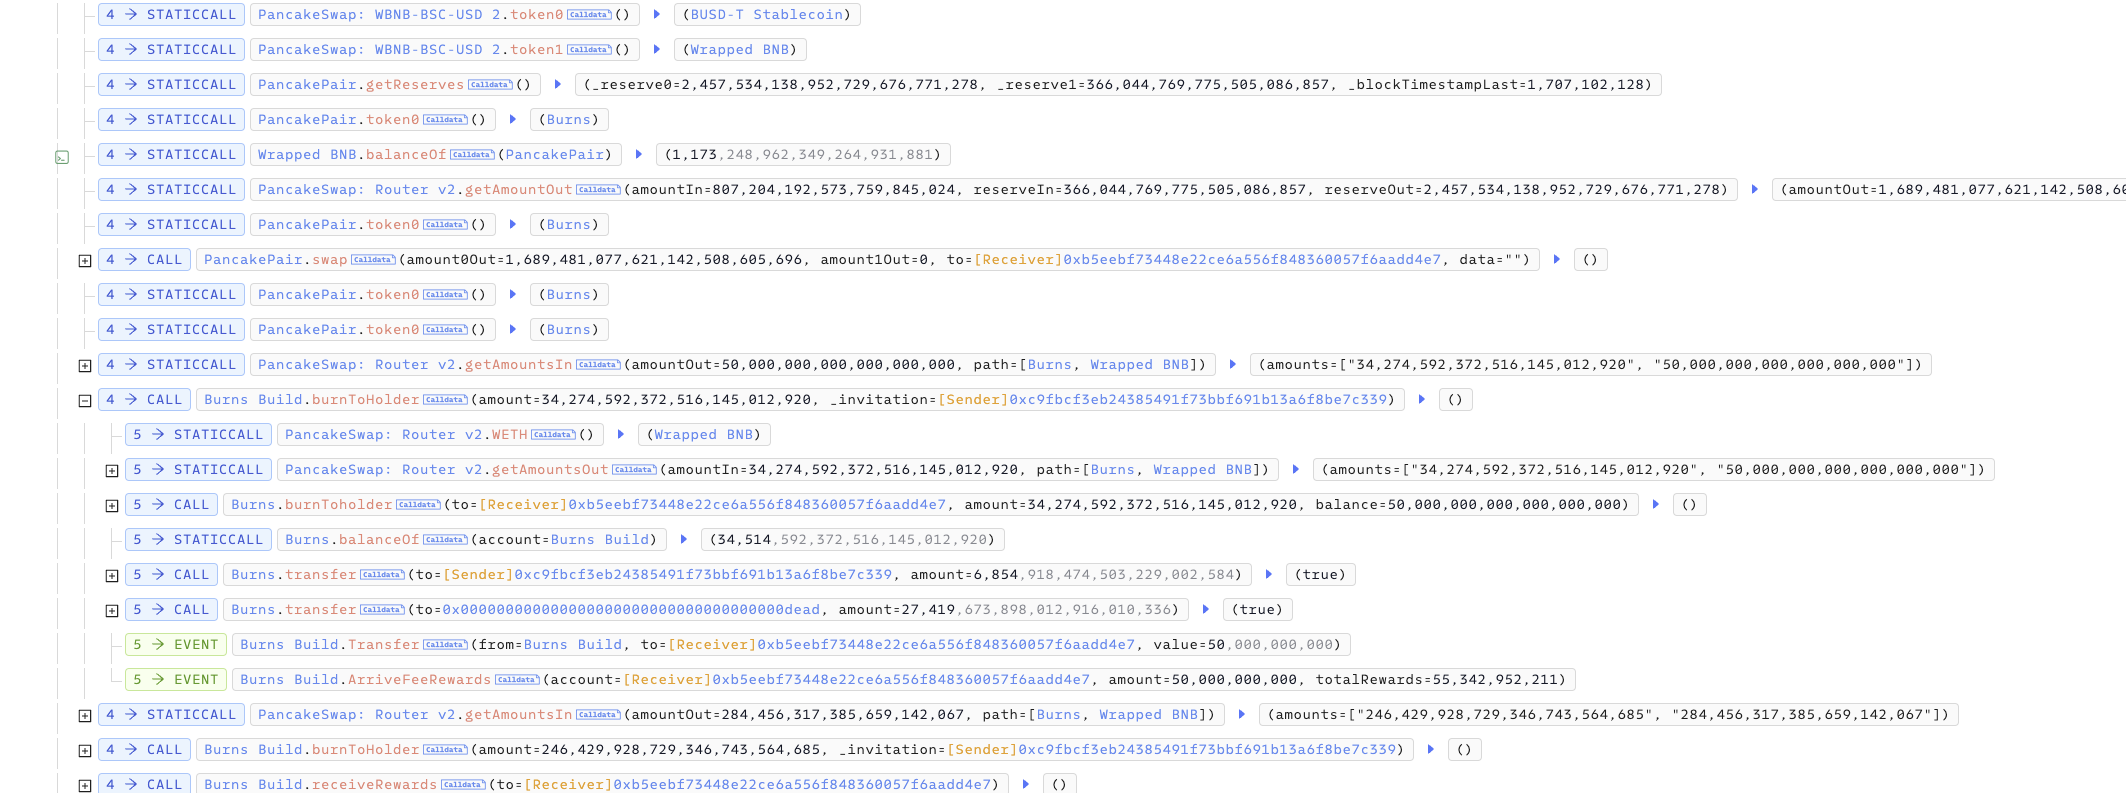 4 → STATICCALL PancakeSwap: WBNB-BSC-USD 2.token0 Calldata () ▶ (BUSD-T Stablecoin)
4 → STATICCALL PancakeSwap: WBNB-BSC-USD 2.token1 Calldata () ▶ (Wrapped BNB)
4 → STATICCALL PancakePair.getReserves Calldata () ▶ (_reserve0=2,457,534,138,952,729,676,771,278, _reserve1=366,044,769,775,505,086,857, _blockTimestampLast=1,707,102,128)
4 → STATICCALL PancakePair.token0 Calldata () ▶ (Burns)
4 → STATICCALL Wrapped BNB.balanceOf Calldata (PancakePair) ▶ (1,173,248,962,349,264,931,881)
4 → STATICCALL PancakeSwap: Router v2.getAmountOut Calldata (amountIn=807,204,192,573,759,845,024, reserveIn=366,044,769,775,505,086,857, reserveOut=2,457,534,138,952,729,676,771,278) ▶ (amountOut=1,689,481,077,621,142,508,60
4 → STATICCALL PancakePair.token0 Calldata () ▶ (Burns)
4 → CALL PancakePair.swap Calldata (amount0Out=1,689,481,077,621,142,508,605,696, amount1Out=0, to=[Receiver]0xb5eebf73448e22ce6a556f848360057f6aadd4e7, data="") ▶ ()
4 → STATICCALL PancakePair.token0 Calldata () ▶ (Burns)
4 → STATICCALL PancakePair.token0 Calldata () ▶ (Burns)
4 → STATICCALL PancakeSwap: Router v2.getAmountsIn Calldata (amountOut=50,000,000,000,000,000,000, path=[Burns, Wrapped BNB]) ▶ (amounts=["34,274,592,372,516,145,012,920", "50,000,000,000,000,000,000"])
4 → CALL Burns Build.burnToHolder Calldata (amount=34,274,592,372,516,145,012,920, _invitation=[Sender]0xc9fbcf3eb24385491f73bbf691b13a6f8be7c339) ▶ ()
5 → STATICCALL PancakeSwap: Router v2.WETH Calldata () ▶ (Wrapped BNB)
5 → STATICCALL PancakeSwap: Router v2.getAmountsOut Calldata (amountIn=34,274,592,372,516,145,012,920, path=[Burns, Wrapped BNB]) ▶ (amounts=["34,274,592,372,516,145,012,920", "50,000,000,000,000,000,000"])
5 → CALL Burns.burnToholder Calldata (to=[Receiver]0xb5eebf73448e22ce6a556f848360057f6aadd4e7, amount=34,274,592,372,516,145,012,920, balance=50,000,000,000,000,000,000) ▶ ()
5 → STATICCALL Burns.balanceOf Calldata (account=Burns Build) ▶ (34,514,592,372,516,145,012,920)
5 → CALL Burns.transfer Calldata (to=[Sender]0xc9fbcf3eb24385491f73bbf691b13a6f8be7c339, amount=6,854,918,474,503,229,002,584) ▶ (true)
5 → CALL Burns.transfer Calldata (to=0x000000000000000000000000000000000000dead, amount=27,419,673,898,012,916,010,336) ▶ (true)
5 → EVENT Burns Build.Transfer Calldata (from=Burns Build, to=[Receiver]0xb5eebf73448e22ce6a556f848360057f6aadd4e7, value=50,000,000,000)
5 → EVENT Burns Build.ArriveFeeRewards Calldata (account=[Receiver]0xb5eebf73448e22ce6a556f848360057f6aadd4e7, amount=50,000,000,000, totalRewards=55,342,952,211)
4 → STATICCALL PancakeSwap: Router v2.getAmountsIn Calldata (amountOut=284,456,317,385,659,142,067, path=[Burns, Wrapped BNB]) ▶ (amounts=["246,429,928,729,346,743,564,685", "284,456,317,385,659,142,067"])
4 → CALL Burns Build.burnToHolder Calldata (amount=246,429,928,729,346,743,564,685, _invitation=[Sender]0xc9fbcf3eb24385491f73bbf691b13a6f8be7c339) ▶ ()
4 → CALL Burns Build.receiveRewards Calldata (to=[Receiver]0xb5eebf73448e22ce6a556f848360057f6aadd4e7) ▶ ()